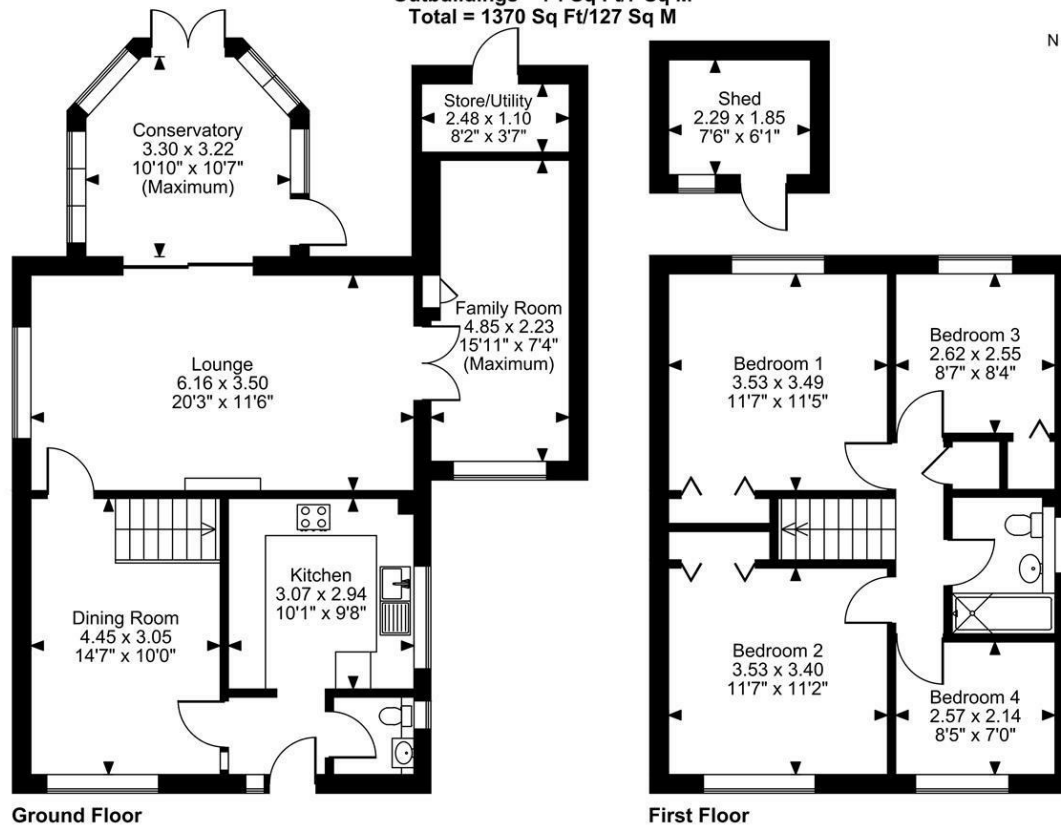 Total = 1370 Sq Ft/127 Sq M
N
Conservatory
3.30 x 3.22
10'10" x 10'7"
(Maximum)
Store/Utility
2.48 x 1.10
8'2" x 3'7"
Shed
2.29 x 1.85
7'6" x 6'1"
Lounge
6.16 x 3.50
20'3" x 11'6"
Family Room
4.85 x 2.23
15'11" x 7'4"
(Maximum)
Bedroom 1
3.53 x 3.49
11'7" x 11'5"
Bedroom 3
2.62 x 2.55
8'7" x 8'4"
Kitchen
3.07 x 2.94
10'1" x 9'8"
Dining Room
4.45 x 3.05
14'7" x 10'0"
Bedroom 2
3.53 x 3.40
11'7" x 11'2"
Bedroom 4
2.57 x 2.14
8'5" x 7'0"
Ground Floor
First Floor